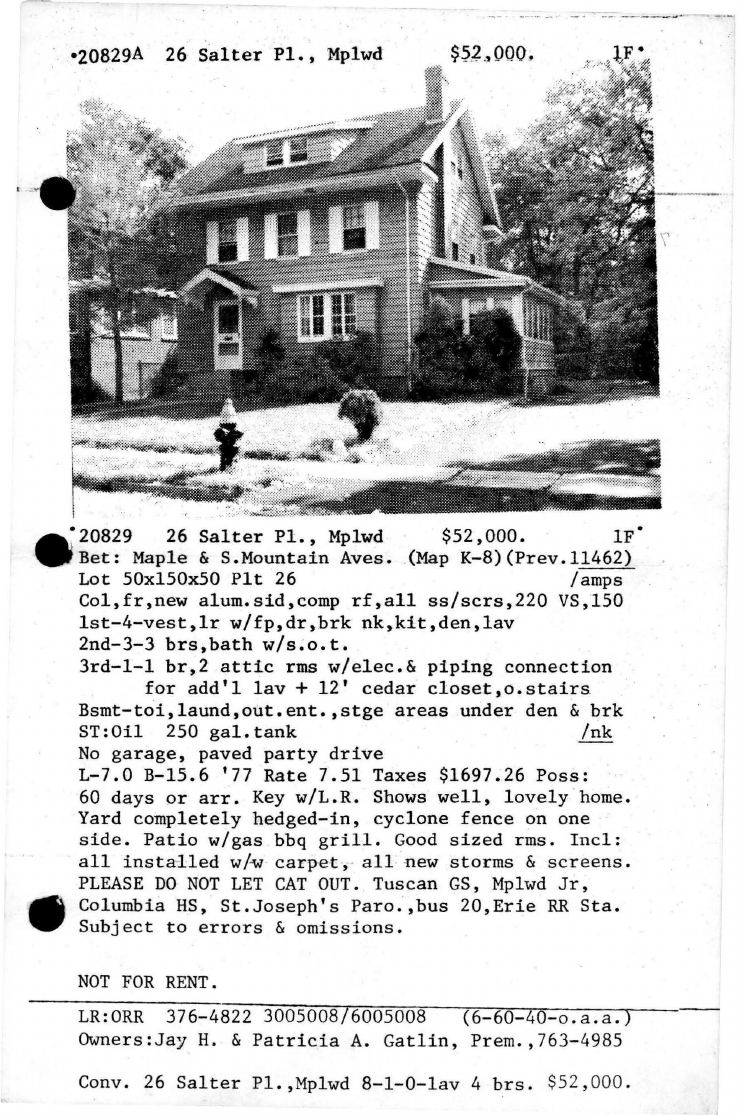 •20829A 26 Salter Pl., Mplwd $52,000. 1F•
•20829 26 Salter Pl., Mplwd $52,000. 1F•
Bet: Maple & S.Mountain Aves. (Map K-8)(Prev.11462)
Lot 50x150x50 Plt 26 /amps
Col,fr,new alum.sid,comp rf,all ss/scrs,220 VS,150
1st-4-vest,lr w/fp,dr,brk nk,kit,den,lav
2nd-3-3 brs,bath w/s.o.t.
3rd-1-1 br,2 attic rms w/elec.& piping connection
for add'l lav + 12' cedar closet,o.stairs
Bsmt-toi,laund,out.ent.,stge areas under den & brk
ST:Oil 250 gal.tank /nk
No garage, paved party drive
L-7.0 B-15.6 '77 Rate 7.51 Taxes $1697.26 Poss:
60 days or arr. Key w/L.R. Shows well, lovely home.
Yard completely hedged-in, cyclone fence on one
side. Patio w/gas bbq grill. Good sized rms. Incl:
all installed w/w carpet, all new storms & screens.
PLEASE DO NOT LET CAT OUT. Tuscan GS, Mplwd Jr,
Columbia HS, St.Joseph's Paro.,bus 20,Erie RR Sta.
Subject to errors & omissions.
NOT FOR RENT.
LR:ORR 376-4822 3005008/6005008 (6-60-40-o.a.a.)
Owners:Jay H. & Patricia A. Gatlin, Prem.,763-4985
Conv. 26 Salter Pl.,Mplwd 8-1-0-lav 4 brs. $52,000.